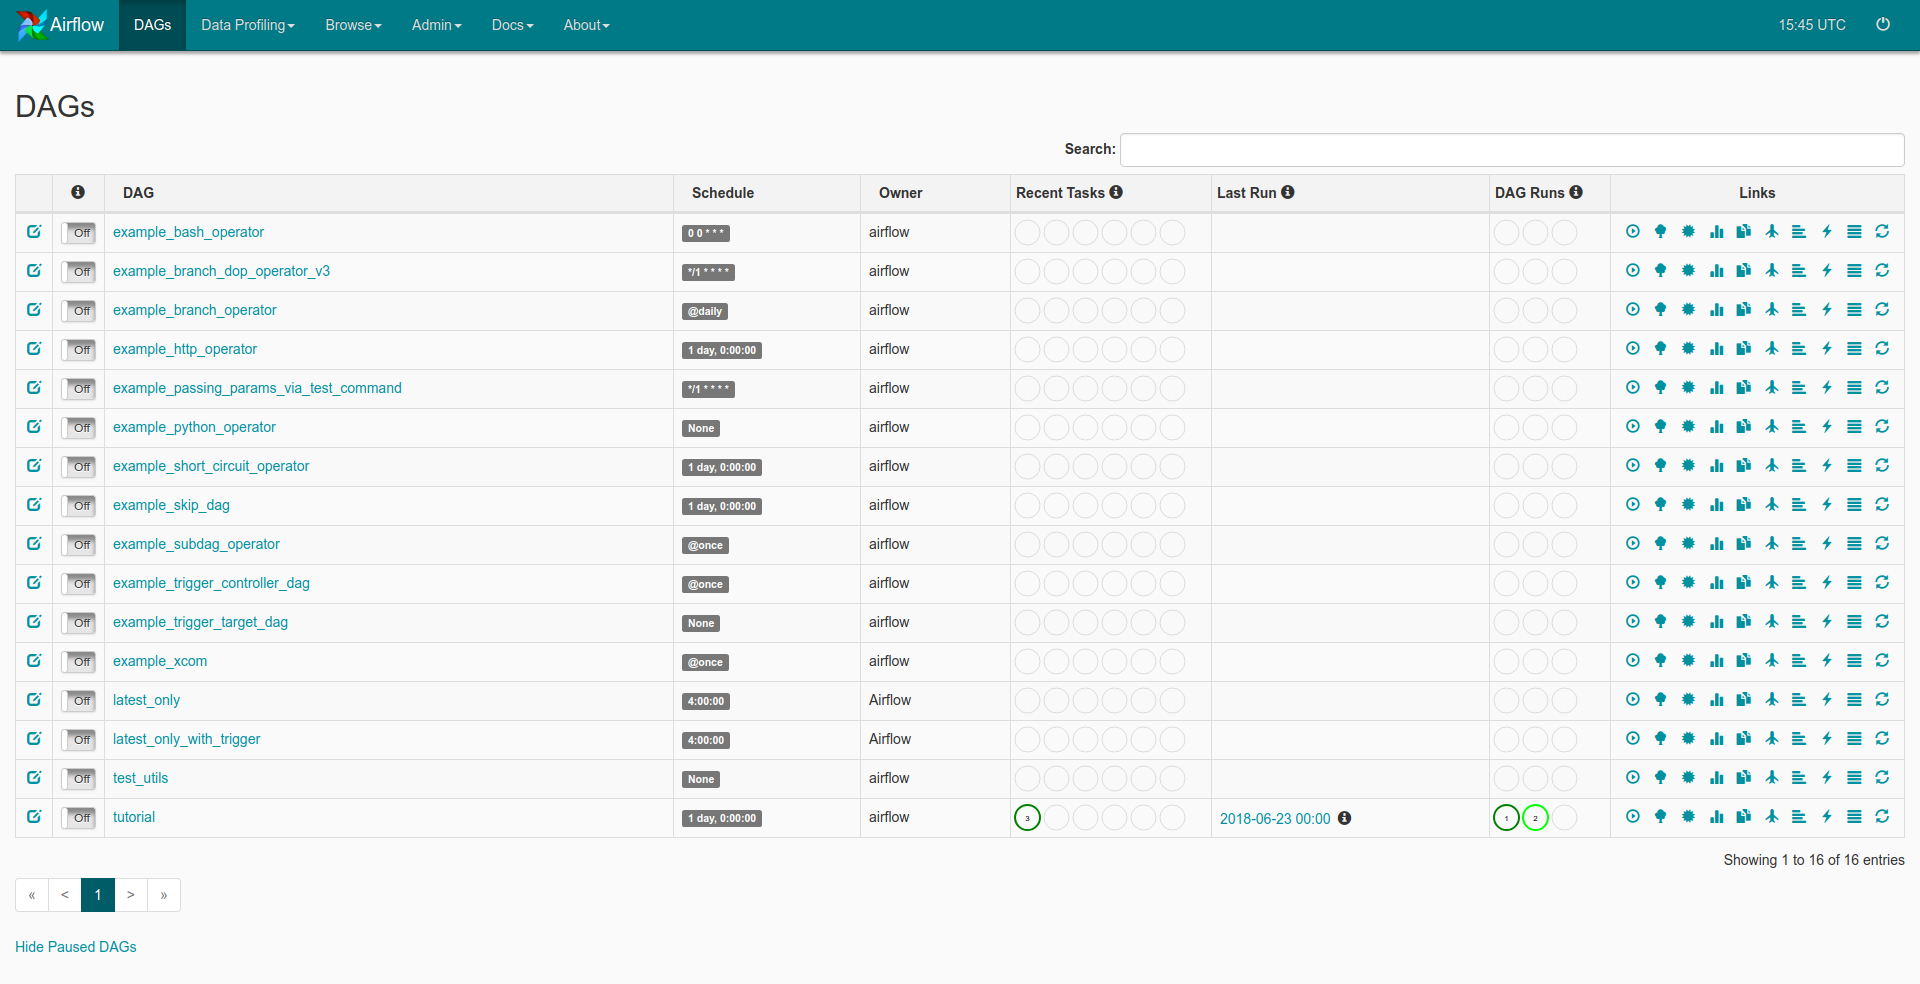 Airflow DAGs Data Profiling Browse Admin Docs About 15:45 UTC
DAGs
Search:
DAG Schedule Owner Recent Tasks Last Run DAG Runs Links
Off example_bash_operator 0 0 * * * airflow
Off example_branch_dop_operator_v3 */1 * * * * airflow
Off example_branch_operator @daily airflow
Off example_http_operator 1 day, 0:00:00 airflow
Off example_passing_params_via_test_command */1 * * * * airflow
Off example_python_operator None airflow
Off example_short_circuit_operator 1 day, 0:00:00 airflow
Off example_skip_dag 1 day, 0:00:00 airflow
Off example_subdag_operator @once airflow
Off example_trigger_controller_dag @once airflow
Off example_trigger_target_dag None airflow
Off example_xcom @once airflow
Off latest_only 4:00:00 Airflow
Off latest_only_with_trigger 4:00:00 Airflow
Off test_utils None airflow
Off tutorial 1 day, 0:00:00 airflow 3 2018-06-23 00:00 1 2
Showing 1 to 16 of 16 entries
« < 1 > »
Hide Paused DAGs